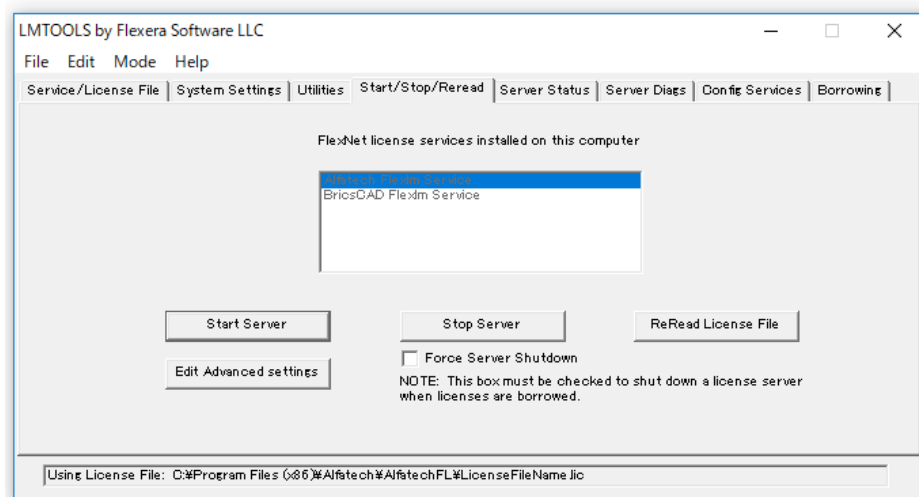 LMTOOLS by Flexera Software LLC
File Edit Mode Help
Service/License File System Settings Utilities Start/Stop/Reread Server Status Server Diags Config Services Borrowing
FlexNet license services installed on this computer
Alfatech Flexlm Service
BricsCAD Flexlm Service
Start Server Stop Server ReRead License File
Edit Advanced settings Force Server Shutdown
NOTE: This box must be checked to shut down a license server
when licenses are borrowed.
Using License File: C:¥Program Files (x86)¥Alfatech¥AlfatechFL¥LicenseFileName.lic